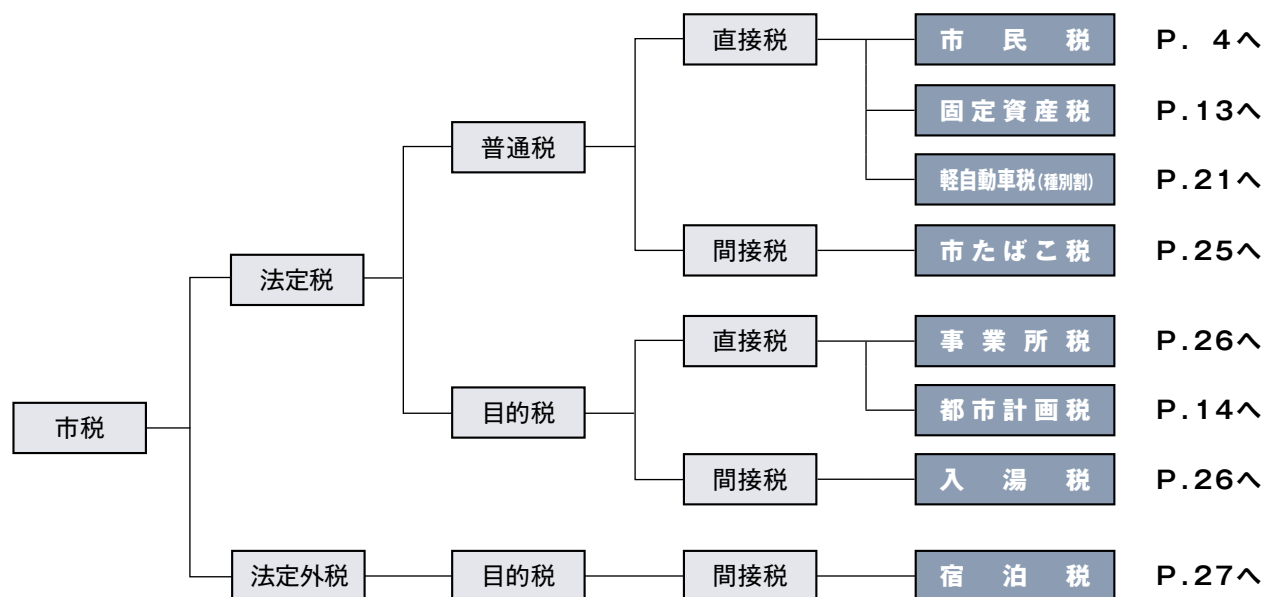 直接税
市民税
P. 4へ
固定資産税
P.13へ
普通税
軽自動車税(種別割)
P.21へ
間接税
市たばこ税
P.25へ
法定税
直接税
事業所税
P.26へ
市税
目的税
都市計画税
P.14へ
間接税
入湯税
P.26へ
法定外税
目的税
間接税
宿泊税
P.27へ